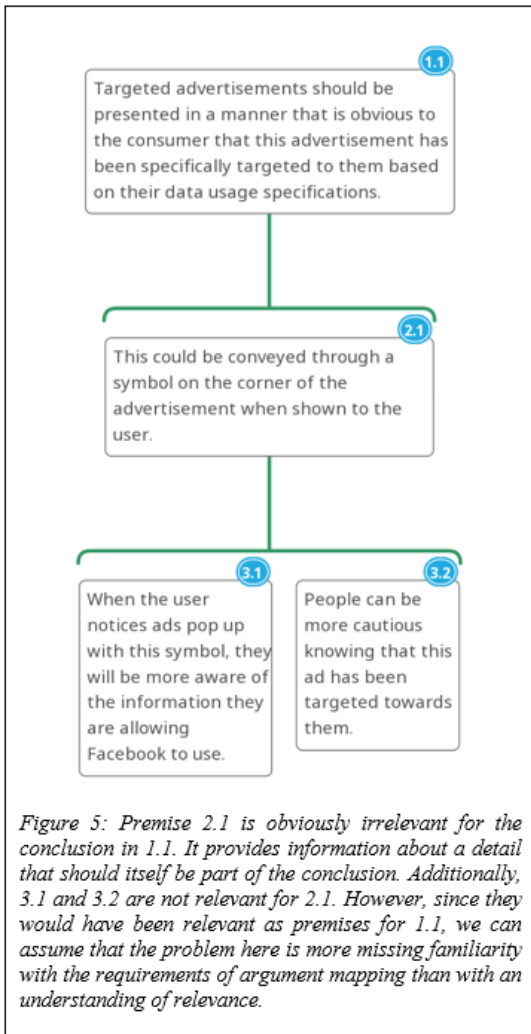 1.1
Targeted advertisements should be
presented in a manner that is obvious to
the consumer that this advertisement has
been specifically targeted to them based
on their data usage specifications.
2.1
This could be conveyed through a
symbol on the corner of the
advertisement when shown to the
user.
3.1
When the user
notices ads pop up
with this symbol, they
will be more aware of
the information they
are allowing
Facebook to use.
3.2
People can be
more cautious
knowing that this
ad has been
targeted towards
them.
Figure 5: Premise 2.1 is obviously irrelevant for the
conclusion in 1.1. It provides information about a detail
that should itself be part of the conclusion. Additionally,
3.1 and 3.2 are not relevant for 2.1. However, since they
would have been relevant as premises for 1.1, we can
assume that the problem here is more missing familiarity
with the requirements of argument mapping than with an
understanding of relevance.